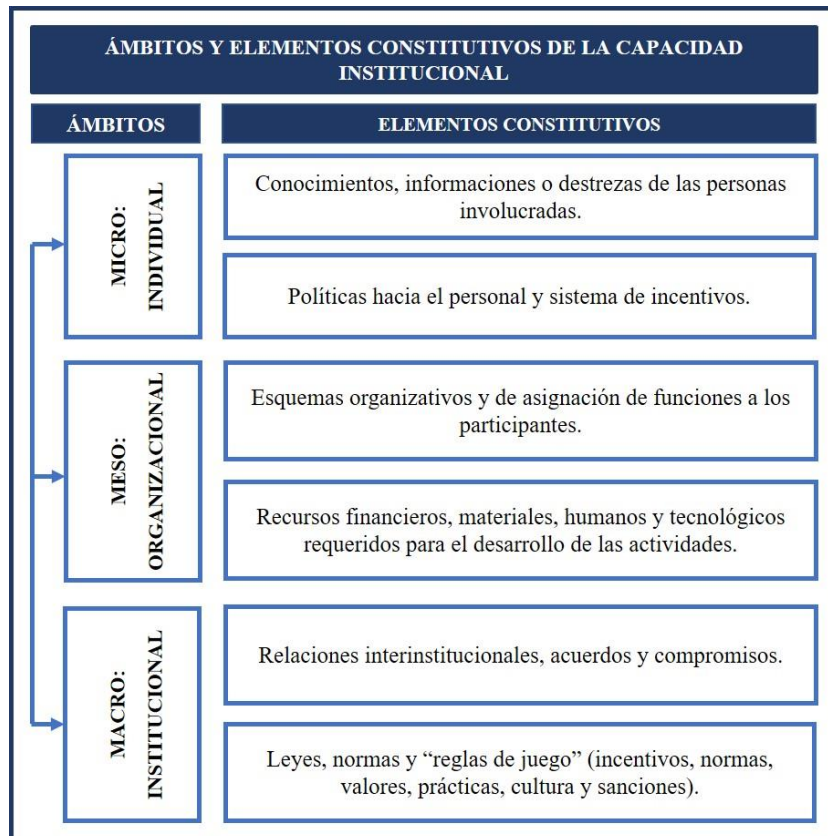 ÁMBITOS Y ELEMENTOS CONSTITUTIVOS DE LA CAPACIDAD
INSTITUCIONAL
ÁMBITOS
ELEMENTOS CONSTITUTIVOS
MICRO:
INDIVIDUAL
Conocimientos, informaciones o destrezas de las personas
involucradas.
Políticas hacia el personal y sistema de incentivos.
MESO:
ORGANIZACIONAL
Esquemas organizativos y de asignación de funciones a los
participantes.
Recursos financieros, materiales, humanos y tecnológicos
requeridos para el desarrollo de las actividades.
MACRO:
INSTITUCIONAL
Relaciones interinstitucionales, acuerdos y compromisos.
Leyes, normas y “reglas de juego” (incentivos, normas,
valores, prácticas, cultura y sanciones).